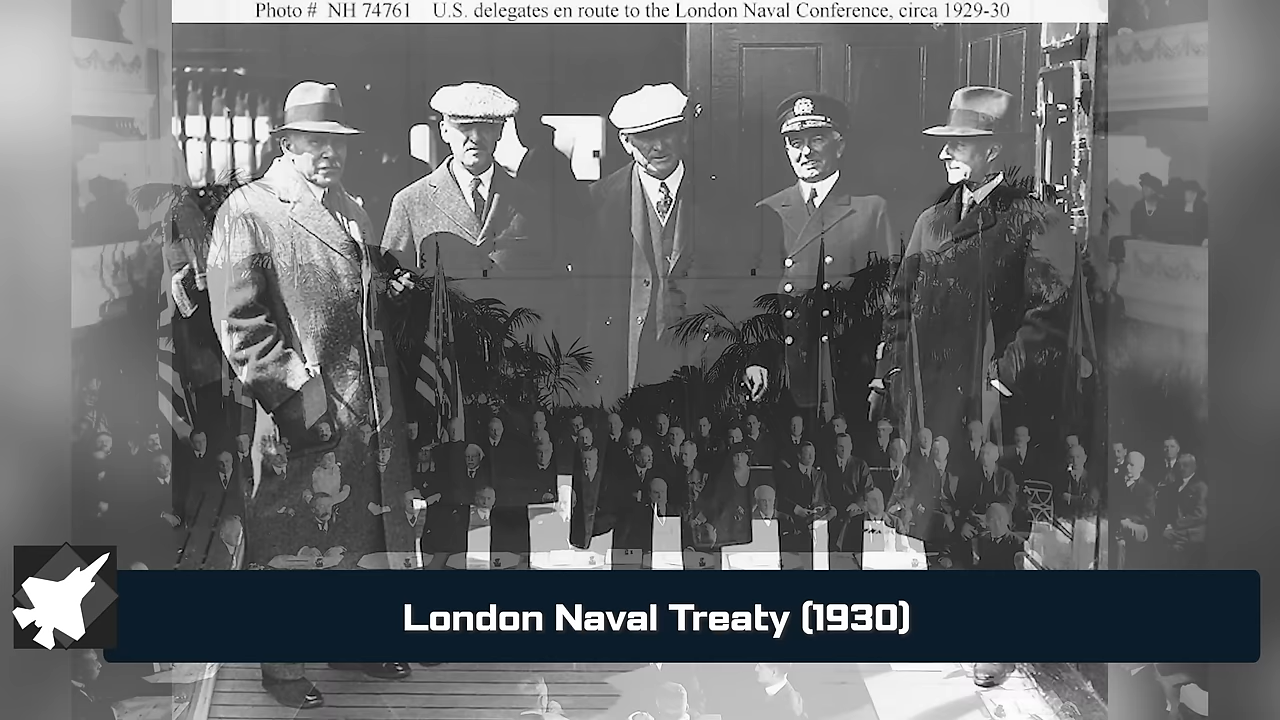 Photo # NH 74761 U.S. delegates en route to the London Naval Conference, circa 1929-30
London Naval Treaty (1930)